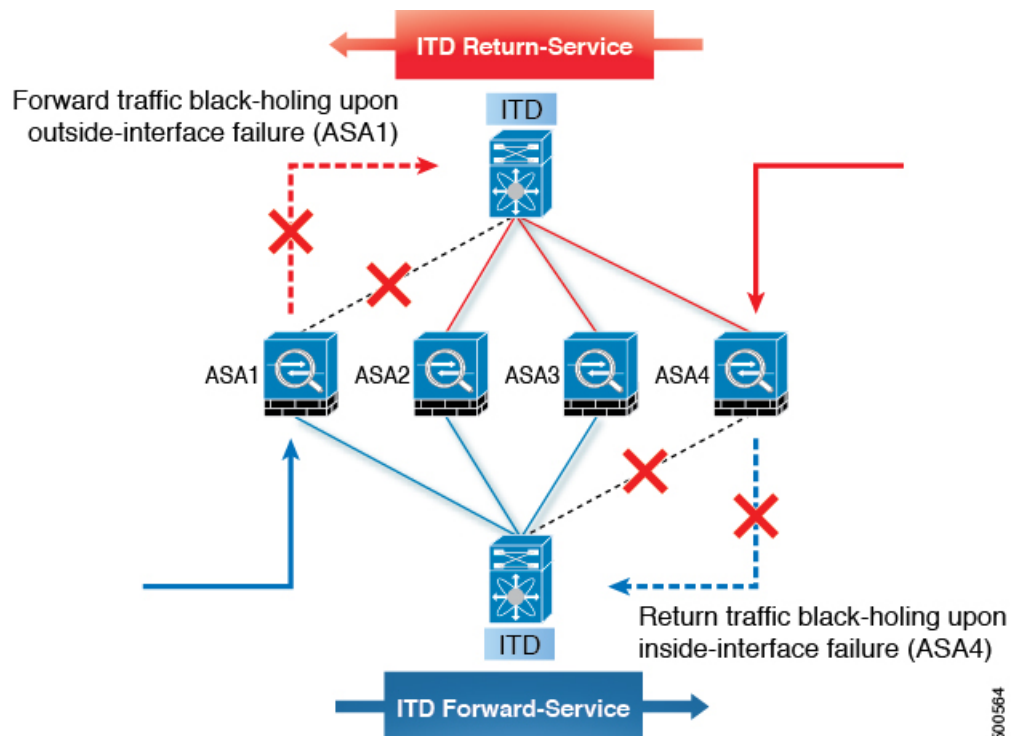 ITD Return-Service
Forward traffic black-holing upon
outside-interface failure (ASA1)
ITD
ASA1
ASA2
ASA3
ASA4
ITD
Return traffic black-holing upon
inside-interface failure (ASA4)
ITD Forward-Service
500564